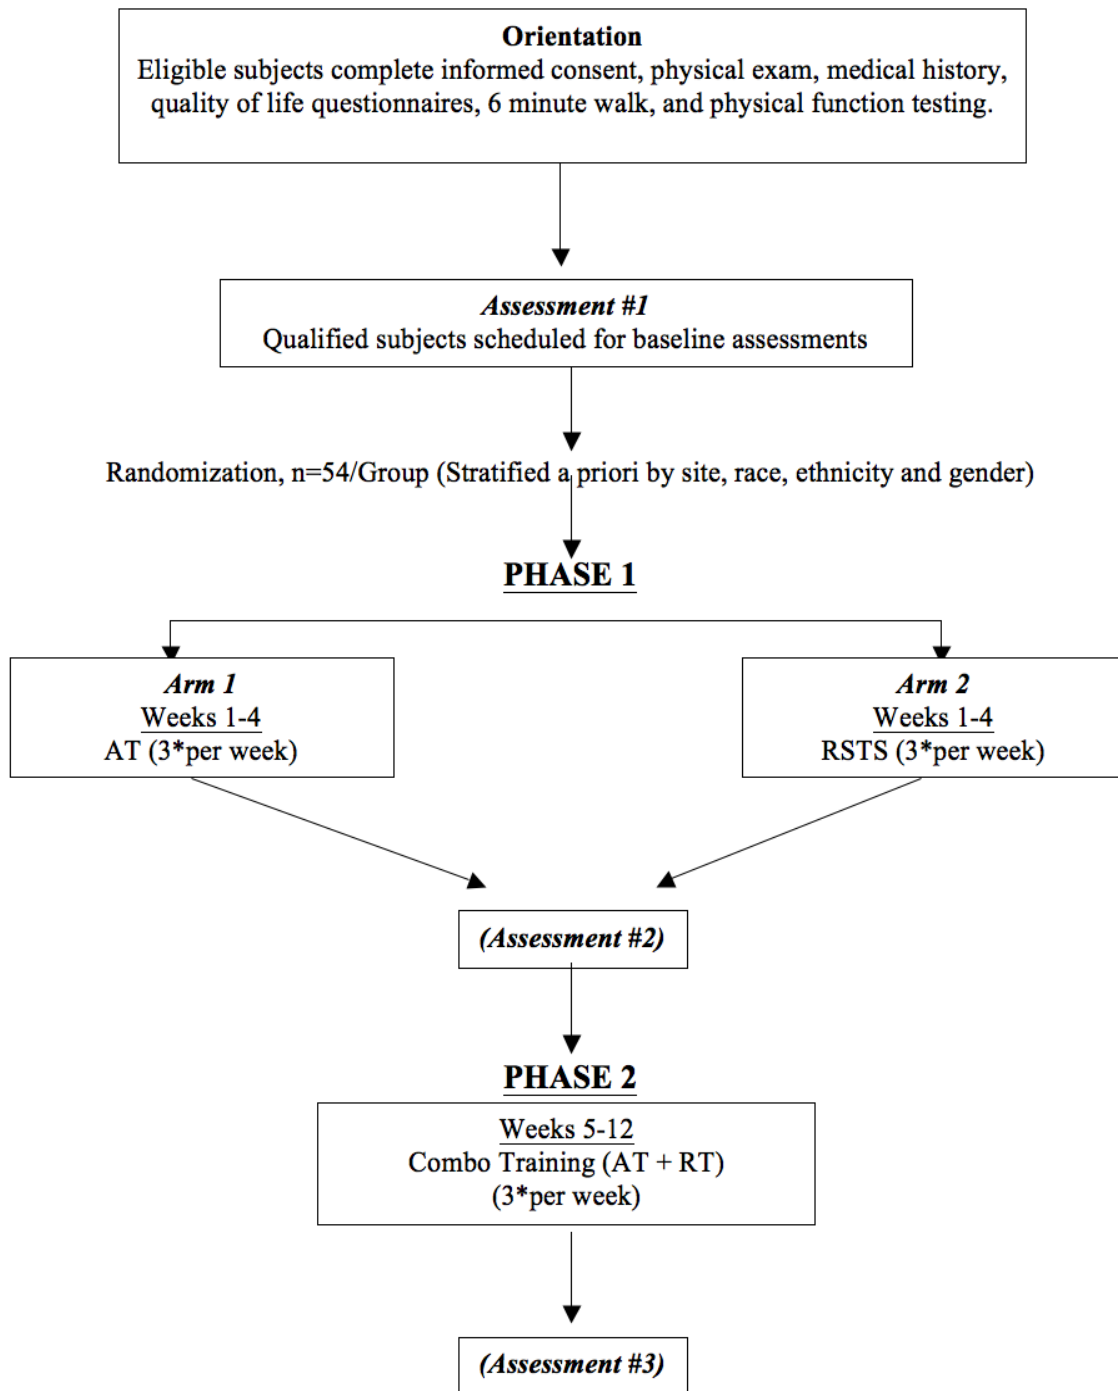 Orientation
Eligible subjects complete informed consent, physical exam, medical history,
quality of life questionnaires, 6 minute walk, and physical function testing.
Assessment #1
Qualified subjects scheduled for baseline assessments
Randomization, n=54/Group (Stratified a priori by site, race, ethnicity and gender)
PHASE 1
Arm 1
Weeks 1-4
AT (3*per week)
Arm 2
Weeks 1-4
RSTS (3*per week)
(Assessment #2)
PHASE 2
Weeks 5-12
Combo Training (AT + RT)
(3*per week)
(Assessment #3)